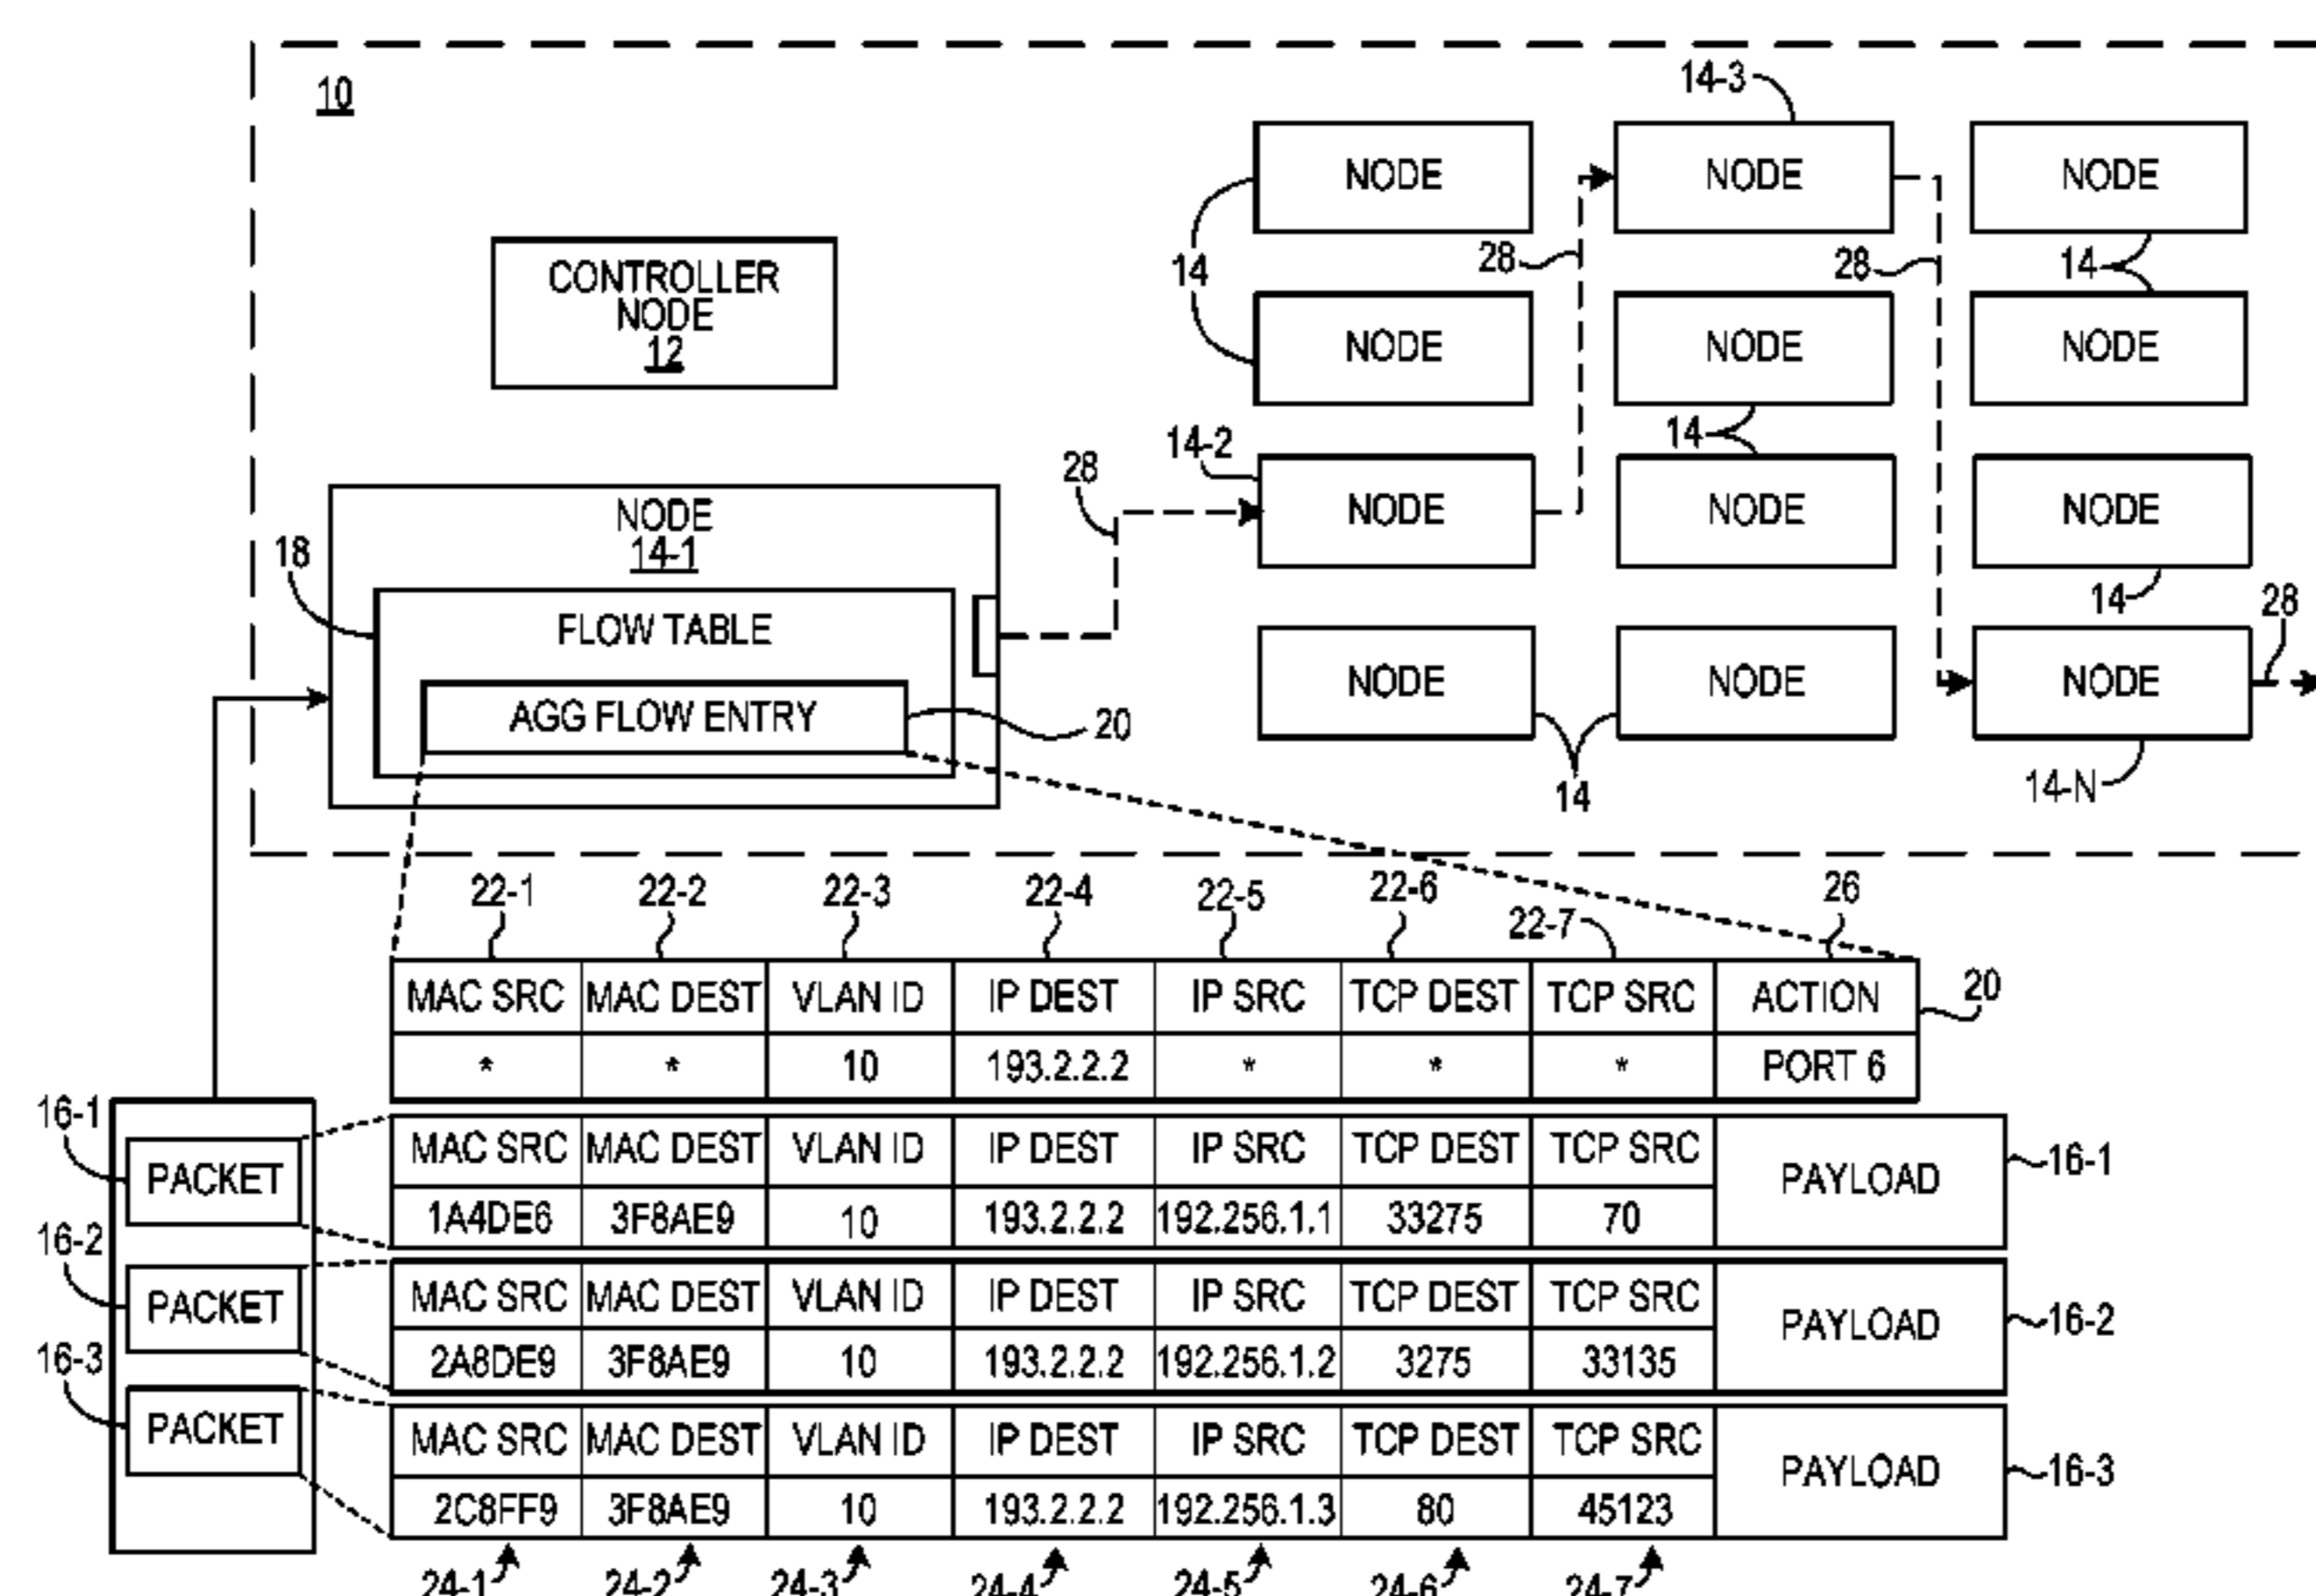 10
14-3
NODE NODE NODE
CONTROLLER
NODE
12
14 28 28 14
NODE NODE NODE
14-2 14
28
NODE
14-1
NODE NODE NODE
18
14 28
FLOW TABLE
AGG FLOW ENTRY 20
NODE NODE NODE
14 14-N
22-1 22-2 22-3 22-4 22-5 22-6 22-7 26
MAC SRC MAC DEST VLAN ID IP DEST IP SRC TCP DEST TCP SRC ACTION 20
* * 10 193.2.2.2 * * * PORT 6
16-1 PACKET
MAC SRC MAC DEST VLAN ID IP DEST IP SRC TCP DEST TCP SRC PAYLOAD 16-1
1A4DE6 3F8AE9 10 193.2.2.2 192.256.1.1 33275 70
16-2 PACKET
MAC SRC MAC DEST VLAN ID IP DEST IP SRC TCP DEST TCP SRC PAYLOAD 16-2
2A8DE9 3F8AE9 10 193.2.2.2 192.256.1.2 3275 33135
16-3 PACKET
MAC SRC MAC DEST VLAN ID IP DEST IP SRC TCP DEST TCP SRC PAYLOAD 16-3
2C8FF9 3F8AE9 10 193.2.2.2 192.256.1.3 80 45123
24-1 24-2 24-3 24-4 24-5 24-6 24-7